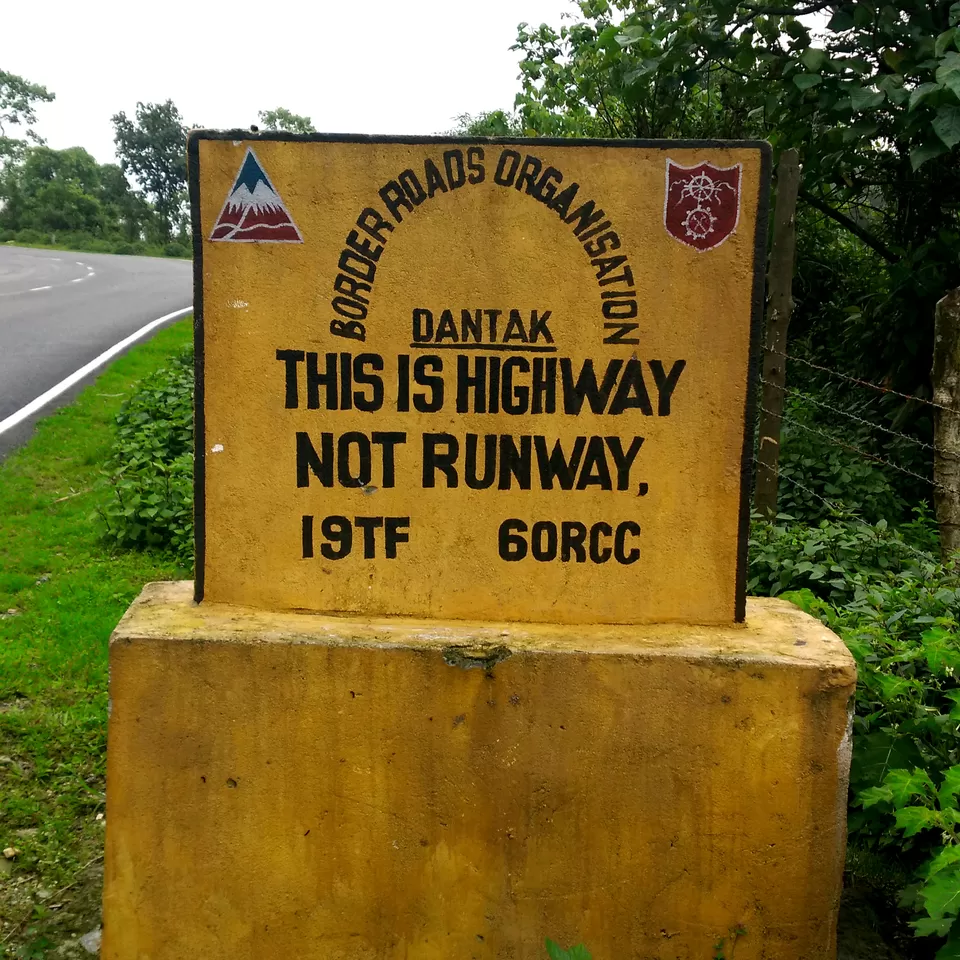 BORDER ROADS ORGANISATION
DANTAK
THIS IS HIGHWAY
NOT RUNWAY,
19TF 60RCC